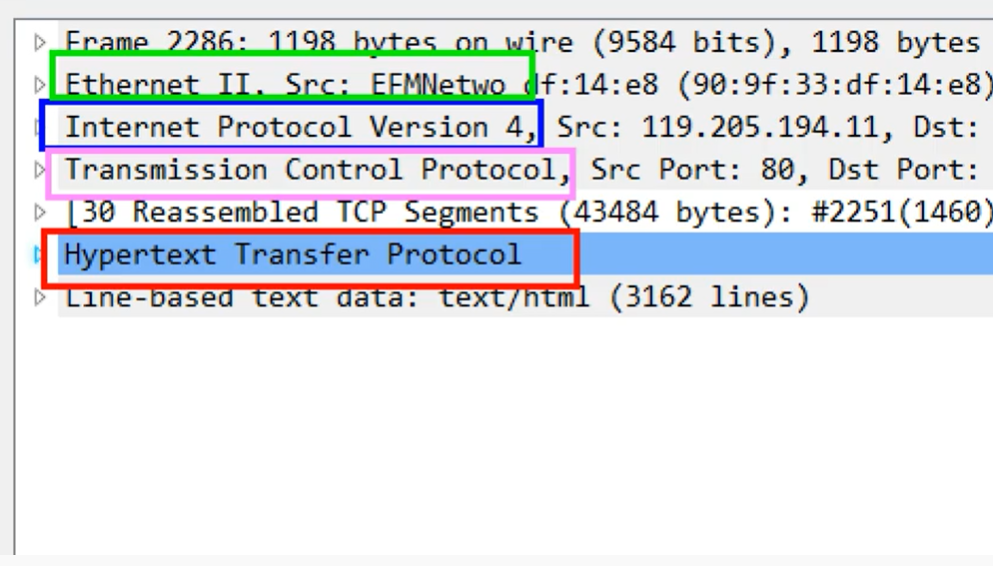 Frame 2286: 1198 bytes on wire (9584 bits), 1198 bytes
Ethernet II, Src: EFMNetwo df:14:e8 (90:9f:33:df:14:e8)
Internet Protocol Version 4, Src: 119.205.194.11, Dst:
Transmission Control Protocol, Src Port: 80, Dst Port:
[30 Reassembled TCP Segments (43484 bytes): #2251(1460)
Hypertext Transfer Protocol
Line-based text data: text/html (3162 lines)